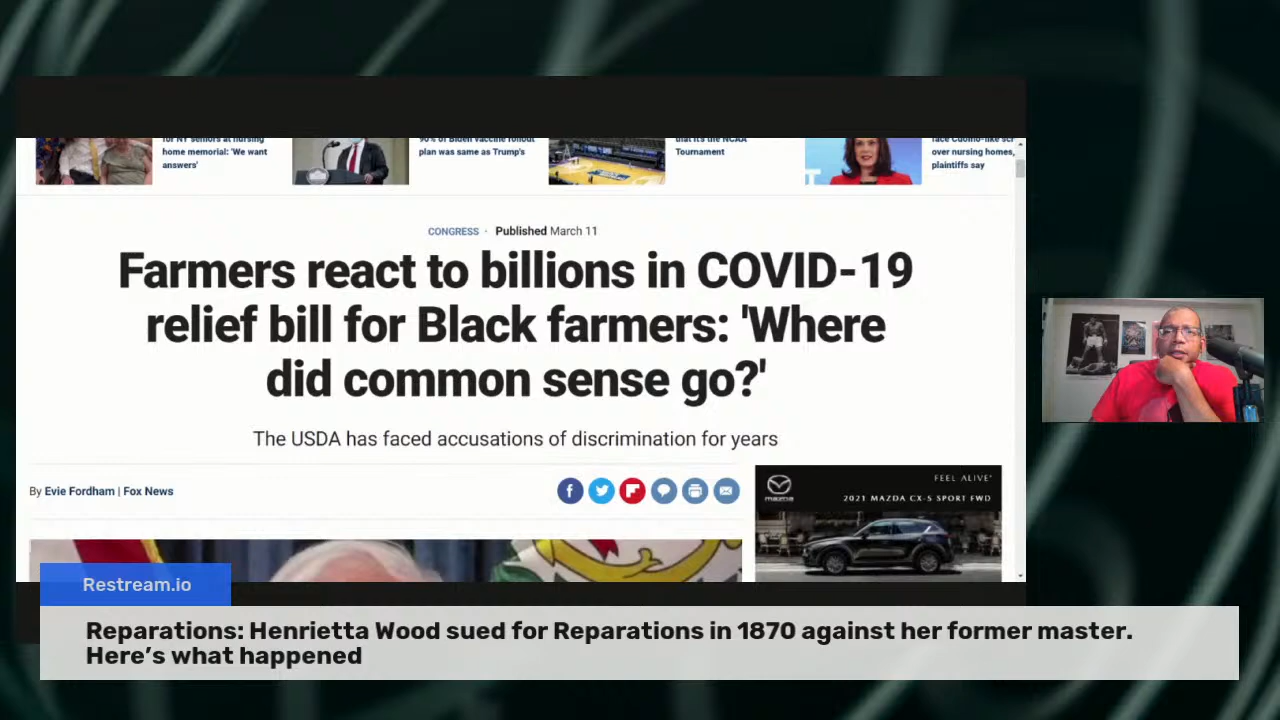 for NY seniors at nursing
home memorial: 'We want
answers'
90% of Biden vaccine rollout
plan was same as Trump's
that it's the NCAA
Tournament
face Cuomo-like
over nursing homes,
plaintiffs say
CONGRESS · Published March 11
Farmers react to billions in COVID-19
relief bill for Black farmers: 'Where
did common sense go?'
The USDA has faced accusations of discrimination for years
By Evie Fordham | Fox News
FEEL ALIVE
mazda
2021 MAZDA CX-5 SPORT FWD
Restream.io
Reparations: Henrietta Wood sued for Reparations in 1870 against her former master.
Here's what happened